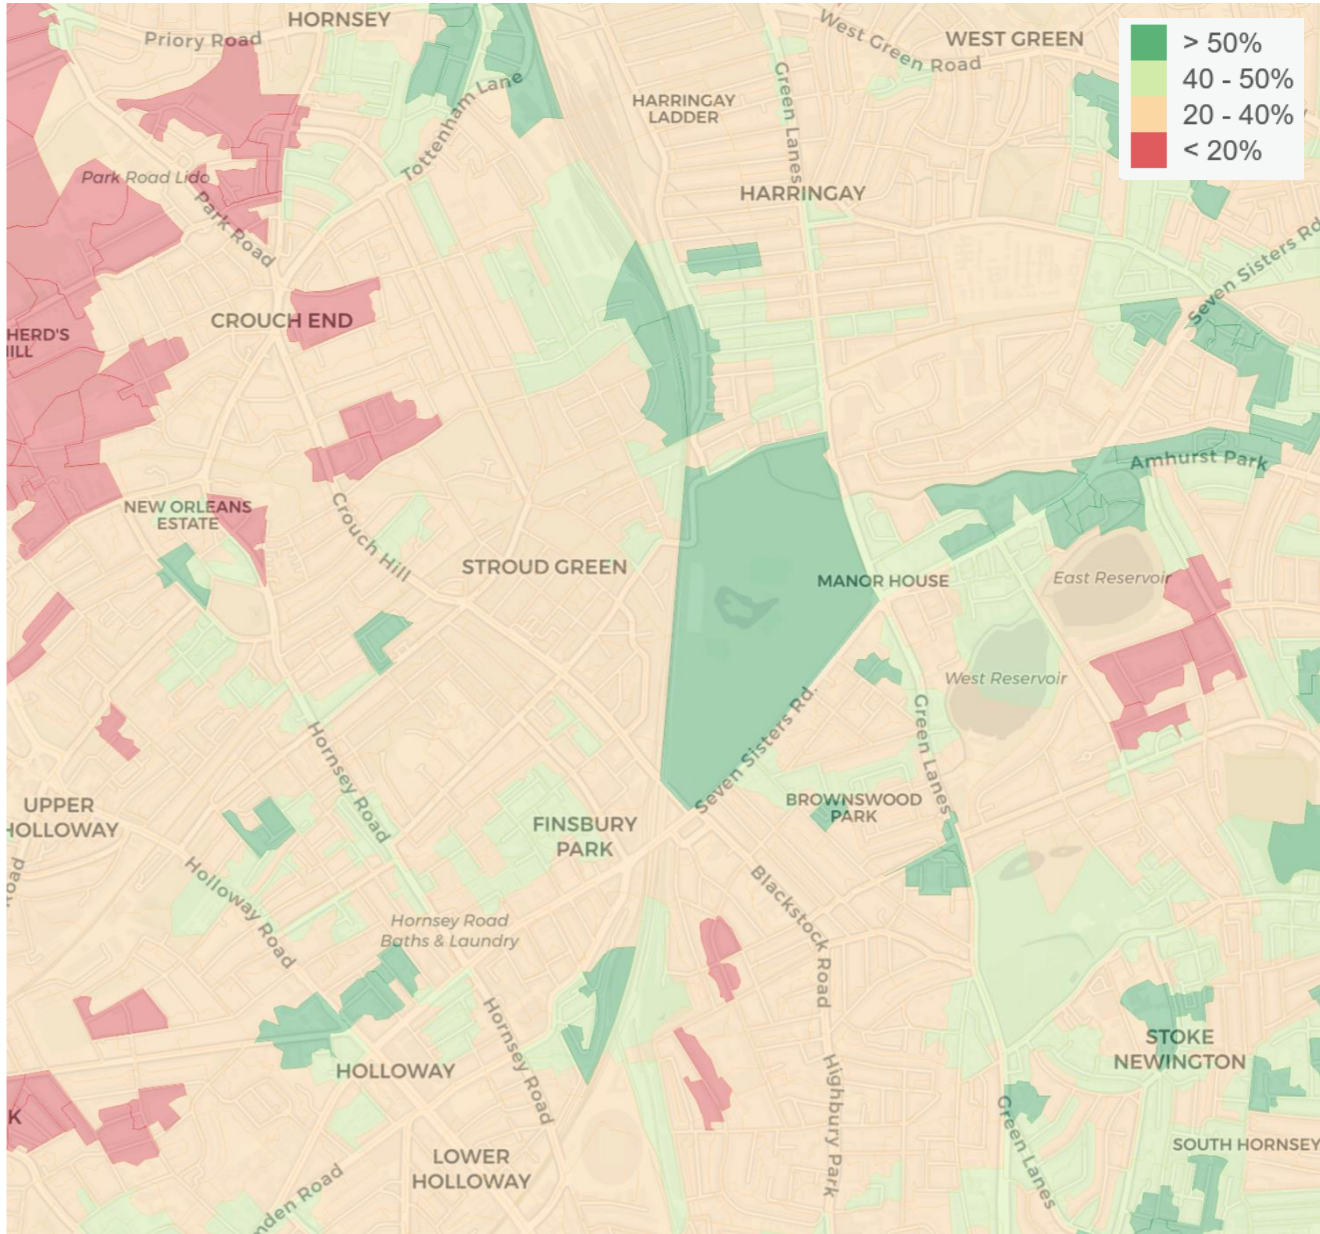 HORNSEY
Priory Road
West Green Road
WEST GREEN
> 50%
40 - 50%
20 - 40%
< 20%
Tottenham Lane
Green Lanes
HARRINGAY
LADDER
Park Road Lido
Park Road
HARRINGAY
Seven Sisters Rd
CROUCH END
HERD'S
HILL
Amhurst Park
NEW ORLEANS
ESTATE
Crouch Hill
STROUD GREEN
MANOR HOUSE
East Reservoir
West Reservoir
Seven Sisters Rd.
Green Lanes
Hornsey Road
UPPER
HOLLOWAY
FINSBURY
PARK
BROWNSWOOD
PARK
Road
Holloway Road
Blackstock Road
Hornsey Road
Baths & Laundry
Hornsey Road
STOKE
NEWINGTON
HOLLOWAY
K
Highbury Park
Green Lanes
SOUTH HORNSEY
LOWER
HOLLOWAY
mden Road